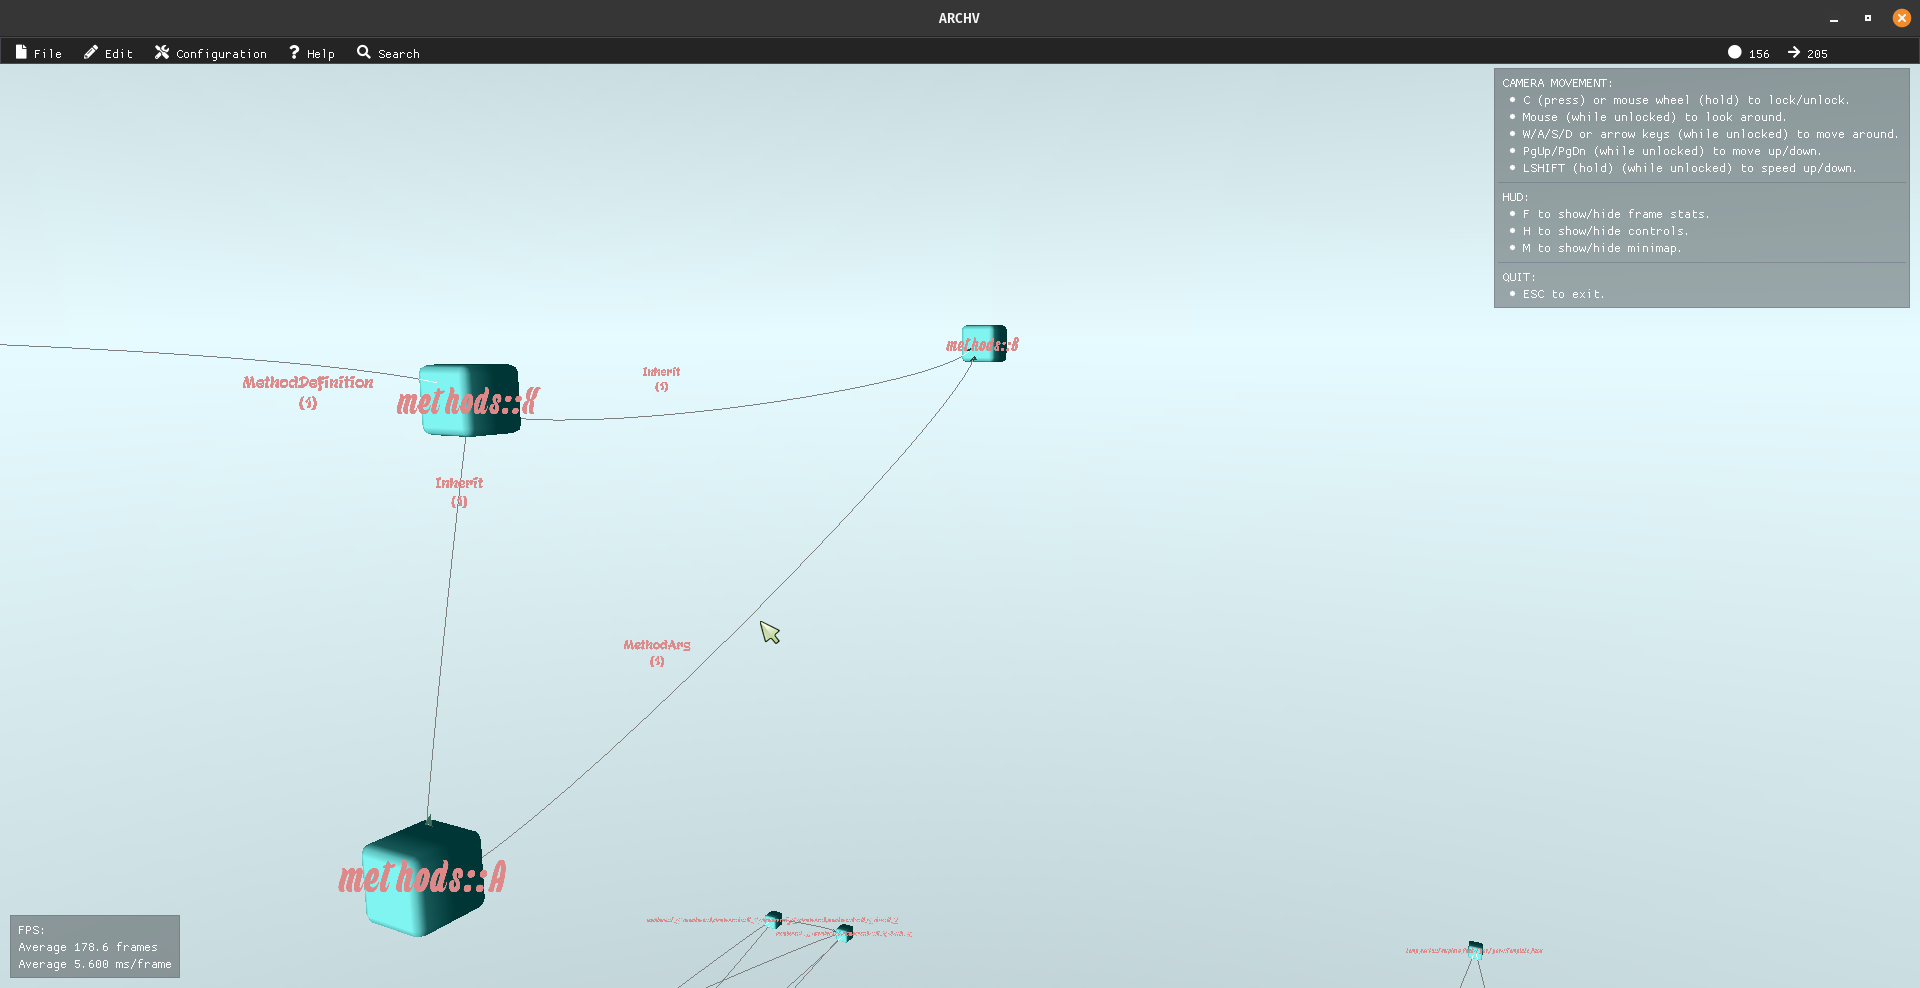 ARCHV
File Edit Configuration Help Search 156 205
CAMERA MOVEMENT:
C (press) or mouse wheel (hold) to lock/unlock.
Mouse (while unlocked) to look around.
W/A/S/D or arrow keys (while unlocked) to move around.
PgUp/PgDn (while unlocked) to move up/down.
LSHIFT (hold) (while unlocked) to speed up/down.
HUD:
F to show/hide frame stats.
H to show/hide controls.
M to show/hide minimap.
QUIT:
ESC to exit.
methods::B
Inherit
(1)
MethodDefinition
(1)
methods::X
Inherit
(1)
MethodArg
(1)
methods::A
FPS:
Average 178.6 frames
Average 5.600 ms/frame